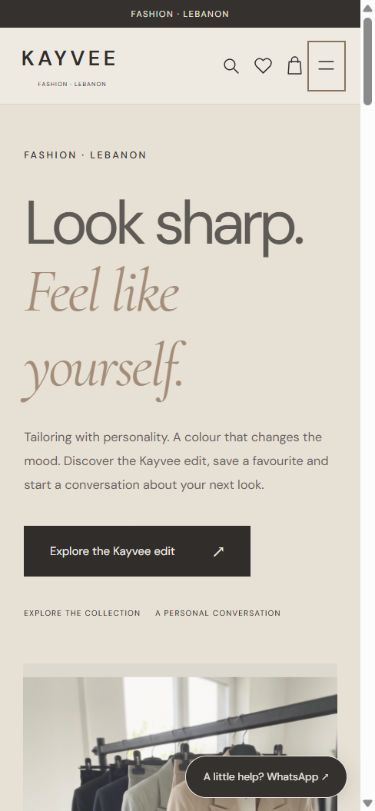 FASHION · LEBANON
KAYVEE
FASHION · LEBANON
FASHION · LEBANON
Look sharp.
Feel like
yourself.
Tailoring with personality. A colour that changes the
mood. Discover the Kayvee edit, save a favourite and
start a conversation about your next look.
Explore the Kayvee edit ↗
EXPLORE THE COLLECTION A PERSONAL CONVERSATION
A little help? WhatsApp ↗